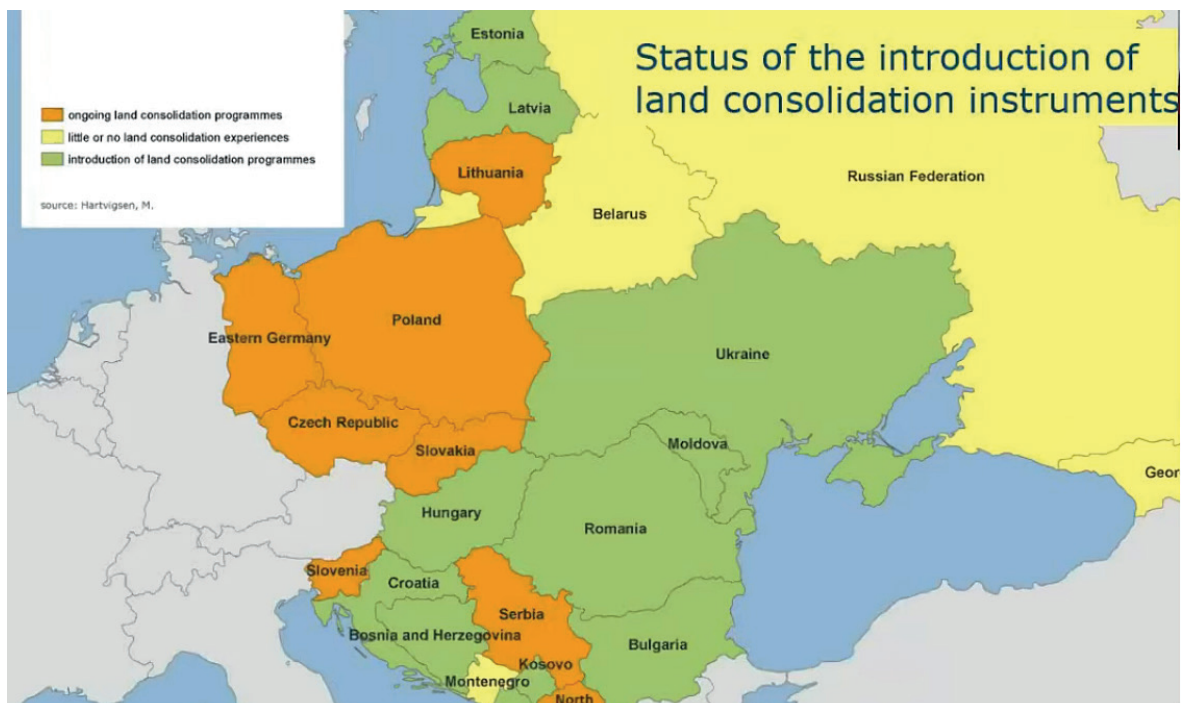 Status of the introduction of
land consolidation instruments
ongoing land consolidation programmes
little or no land consolidation experiences
introduction of land consolidation programmes
source: Hartvigsen, M.
Estonia
Latvia
Lithuania
Russian Federation
Belarus
Poland
Eastern Germany
Ukraine
Czech Republic
Moldova
Slovakia
Geor
Hungary
Romania
Slovenia
Croatia
Serbia
Bosnia and Herzegovina
Bulgaria
Kosovo
Montenegro
North